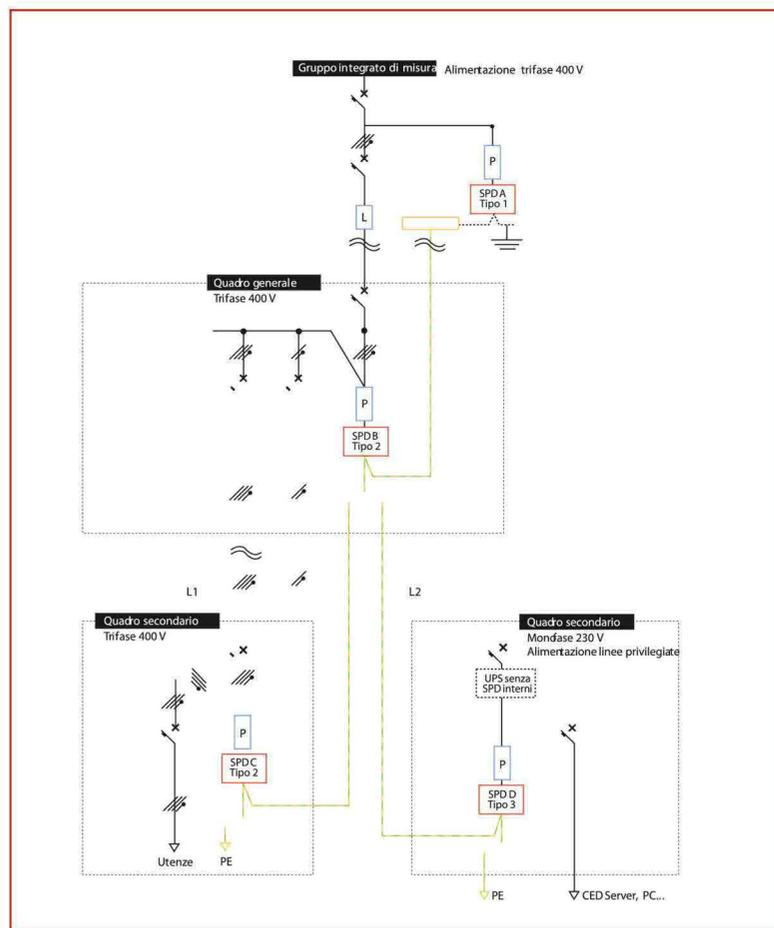 Gruppo integrato di misura Alimentazione trifase 400 V
P
SPD A
Tipo 1
L
Quadro generale
Trifase 400 V
P
SPD B
Tipo 2
L1
L2
Quadro secondario
Trifase 400 V
P
SPD C
Tipo 2
Utenze
PE
Quadro secondario
Monofase 230 V
Alimentazione linee privilegiate
UPS senza
SPD interni
P
SPD D
Tipo 3
PE
CED Server, PC...